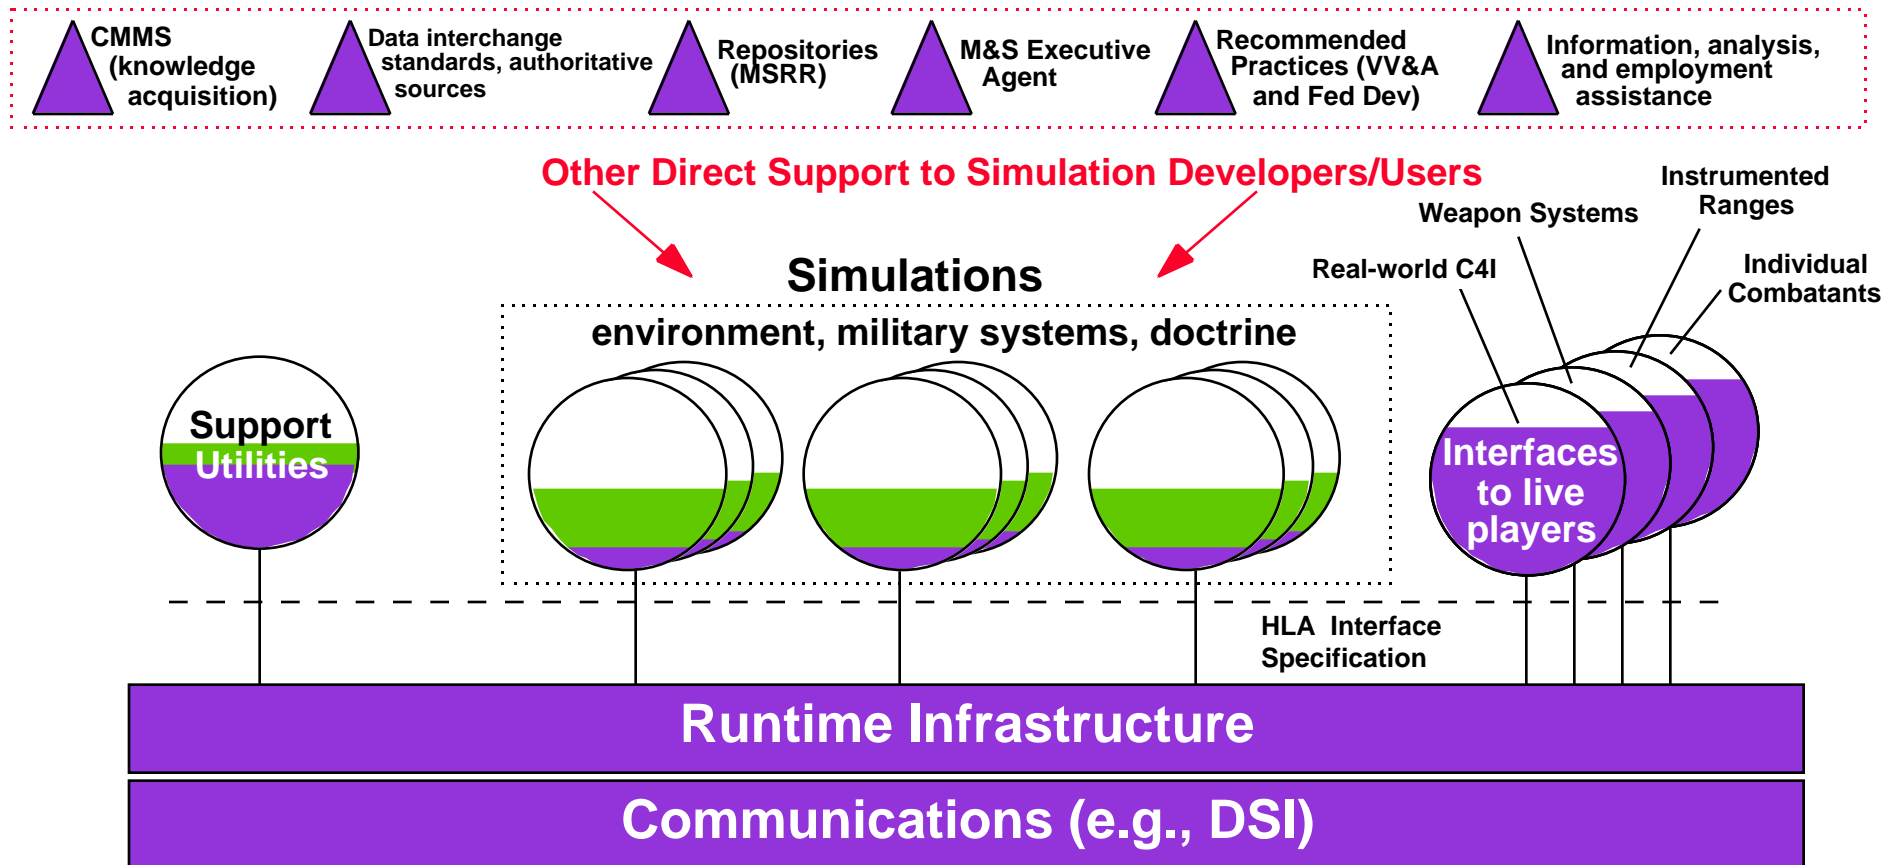 CMMS
(knowledge
acquisition)
Data interchange
standards, authoritative
sources
Repositories
(MSRR)
M&S Executive
Agent
Recommended
Practices (VV&A
and Fed Dev)
Information, analysis,
and employment
assistance
Other Direct Support to Simulation Developers/Users
Instrumented
Ranges
Weapon Systems
Real-world C4I
Individual
Combatants
Simulations
environment, military systems, doctrine
Support
Utilities
Interfaces
to live
players
HLA Interface
Specification
Runtime Infrastructure
Communications (e.g., DSI)